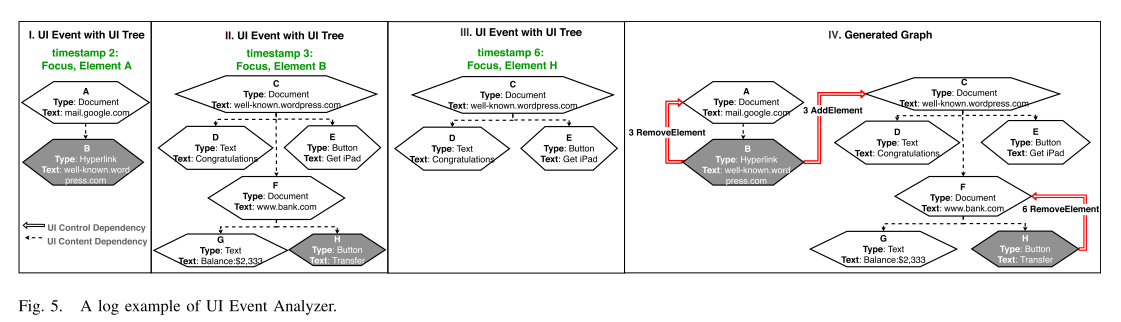 I. UI Event with UI Tree
timestamp 2:
Focus, Element A
A
Type: Document
Text: mail.google.com
B
Type: Hyperlink
Text: well-known.word
press.com
UI Control Dependency
UI Content Dependency
II. UI Event with UI Tree
timestamp 3:
Focus, Element B
C
Type: Document
Text: well-known.wordpress.com
D
Type: Text
Text: Congratulations
E
Type: Button
Text: Get iPad
F
Type: Document
Text: www.bank.com
G
Type: Text
Text: Balance:$2,333
H
Type: Button
Text: Transfer
III. UI Event with UI Tree
timestamp 6:
Focus, Element H
C
Type: Document
Text: well-known.wordpress.com
D
Type: Text
Text: Congratulations
E
Type: Button
Text: Get iPad
IV. Generated Graph
A
Type: Document
Text: mail.google.com
3 RemoveElement
B
Type: Hyperlink
Text: well-known.wor
press.com
3 AddElement
C
Type: Document
Text: well-known.wordpress.com
D
Type: Text
Text: Congratulations
E
Type: Button
Text: Get iPad
F
Type: Document
Text: www.bank.com
6 RemoveElement
G
Type: Text
Text: Balance:$2,333
H
Type: Button
Text: Transfer
Fig. 5. A log example of UI Event Analyzer.